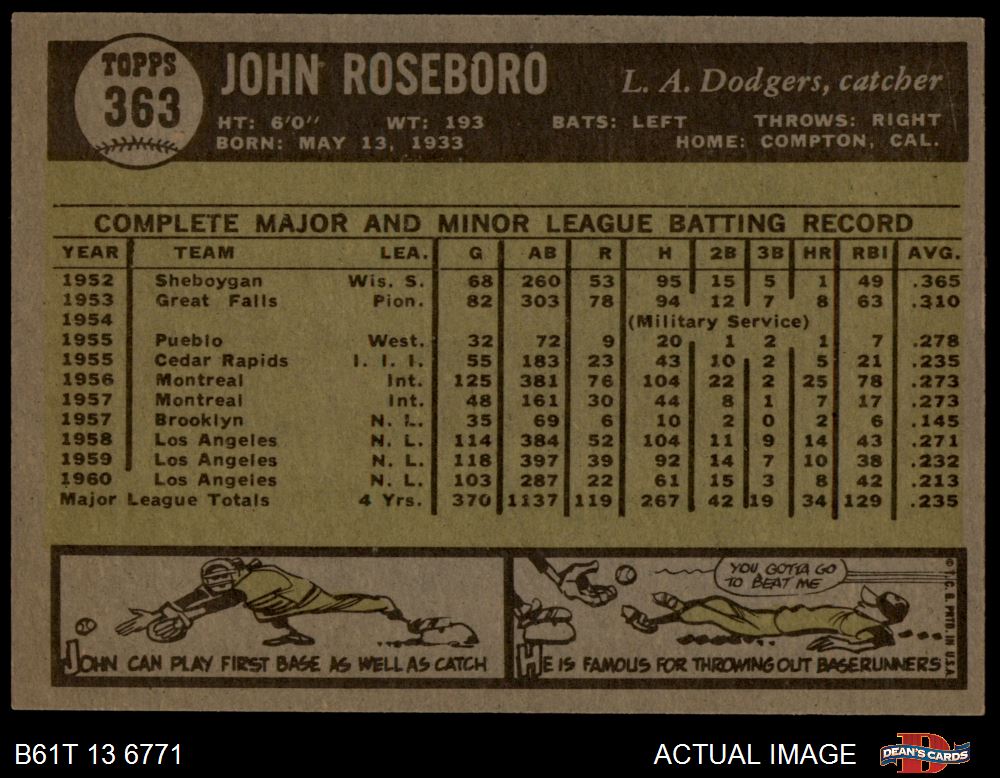 TOPPS
363
JOHN ROSEBORO
L. A. Dodgers, catcher
HT: 6'0'' WT: 193 BATS: LEFT THROWS: RIGHT
BORN: MAY 13, 1933 HOME: COMPTON, CAL.
COMPLETE MAJOR AND MINOR LEAGUE BATTING RECORD
YEAR TEAM LEA. G AB R H 2B 3B HR RBI AVG.
1952 Sheboygan Wis. S. 68 260 53 95 15 5 1 49 .365
1953 Great Falls Pion. 82 303 78 94 12 7 8 63 .310
1954 (Military Service)
1955 Pueblo West. 32 72 9 20 1 2 1 7 .278
1955 Cedar Rapids I. I. I. 55 183 23 43 10 2 5 21 .235
1956 Montreal Int. 125 381 76 104 22 2 25 78 .273
1957 Montreal Int. 48 161 30 44 8 1 7 17 .273
1957 Brooklyn N. L. 35 69 6 10 2 0 2 6 .145
1958 Los Angeles N. L. 114 384 52 104 11 9 14 43 .271
1959 Los Angeles N. L. 118 397 39 92 14 7 10 38 .232
1960 Los Angeles N. L. 103 287 22 61 15 3 8 42 .213
Major League Totals 4 Yrs. 370 1137 119 267 42 19 34 129 .235
JOHN CAN PLAY FIRST BASE AS WELL AS CATCH
YOU GOTTA GO
TO BEAT ME
HE IS FAMOUS FOR THROWING OUT BASERUNNERS
© T. C. G. PRTD. IN U.S.A.
B61T 13 6771
ACTUAL IMAGE
D
DEAN'S CARDS